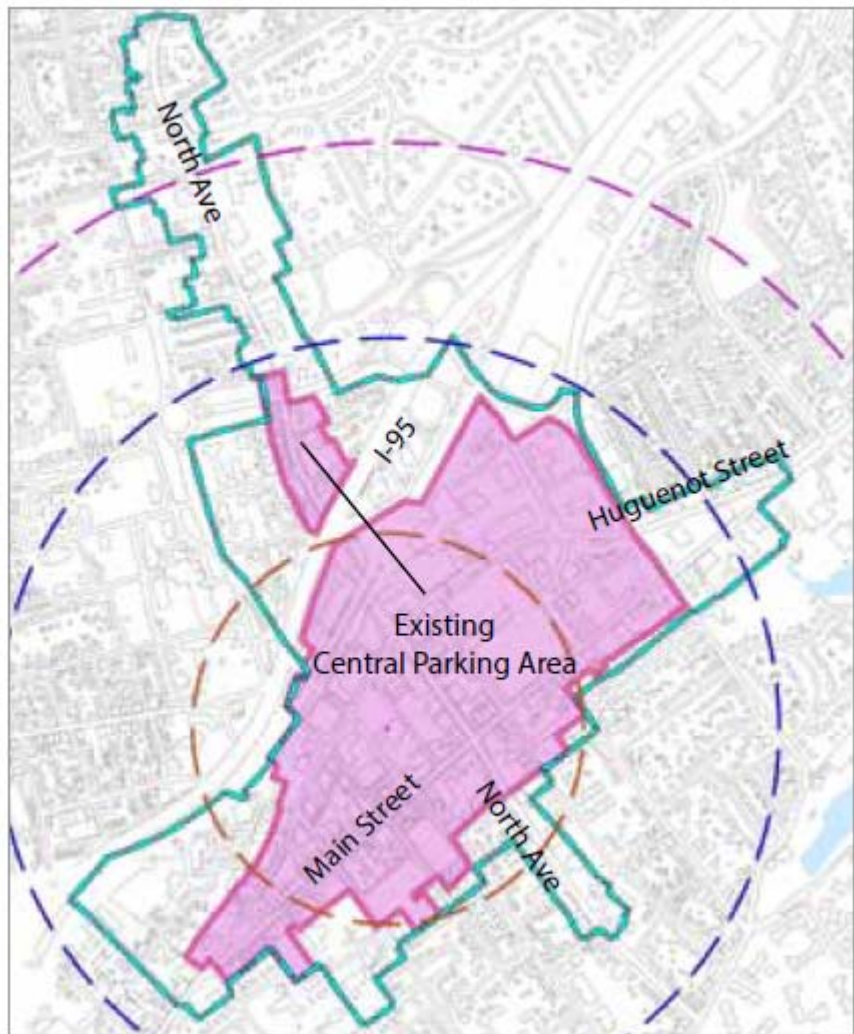 North Ave
I-95
Huguenot Street
Existing
Central Parking Area
Main Street
North Ave